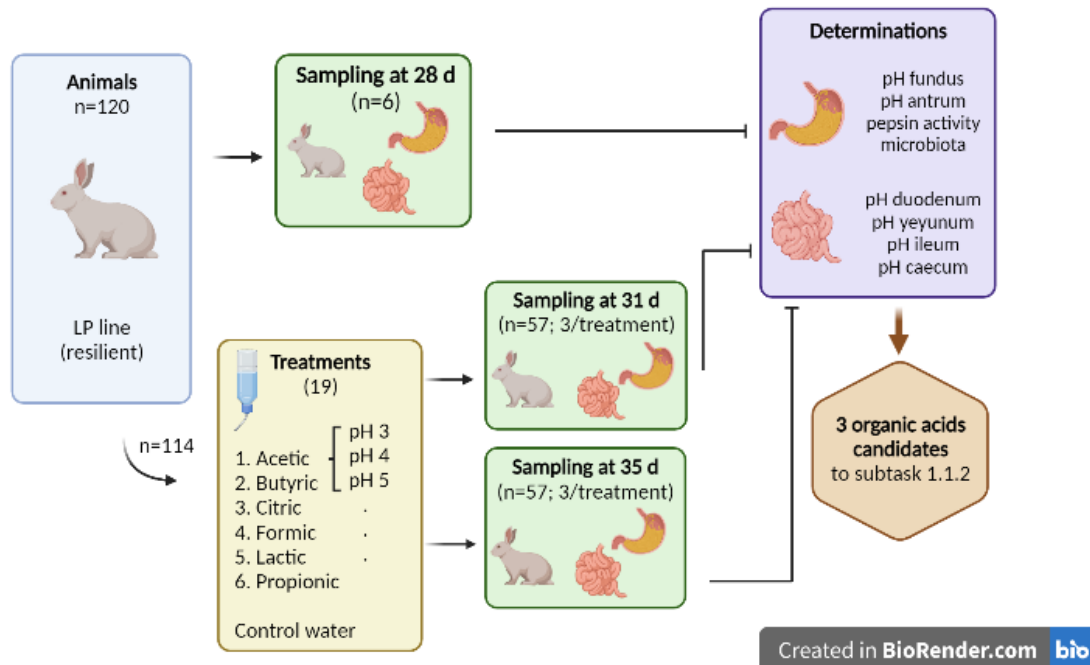 Animals
n=120
LP line
(resilient)
Sampling at 28 d
(n=6)
n=114
Treatments
(19)
1. Acetic
2. Butyric
3. Citric
4. Formic
5. Lactic
6. Propionic
pH 3
pH 4
pH 5
.
.
.
Control water
Sampling at 31 d
(n=57; 3/treatment)
Sampling at 35 d
(n=57; 3/treatment)
Determinations
pH fundus
pH antrum
pepsin activity
microbiota
pH duodenum
pH yeyunum
pH ileum
pH caecum
3 organic acids
candidates
to subtask 1.1.2
Created in BioRender.com bio